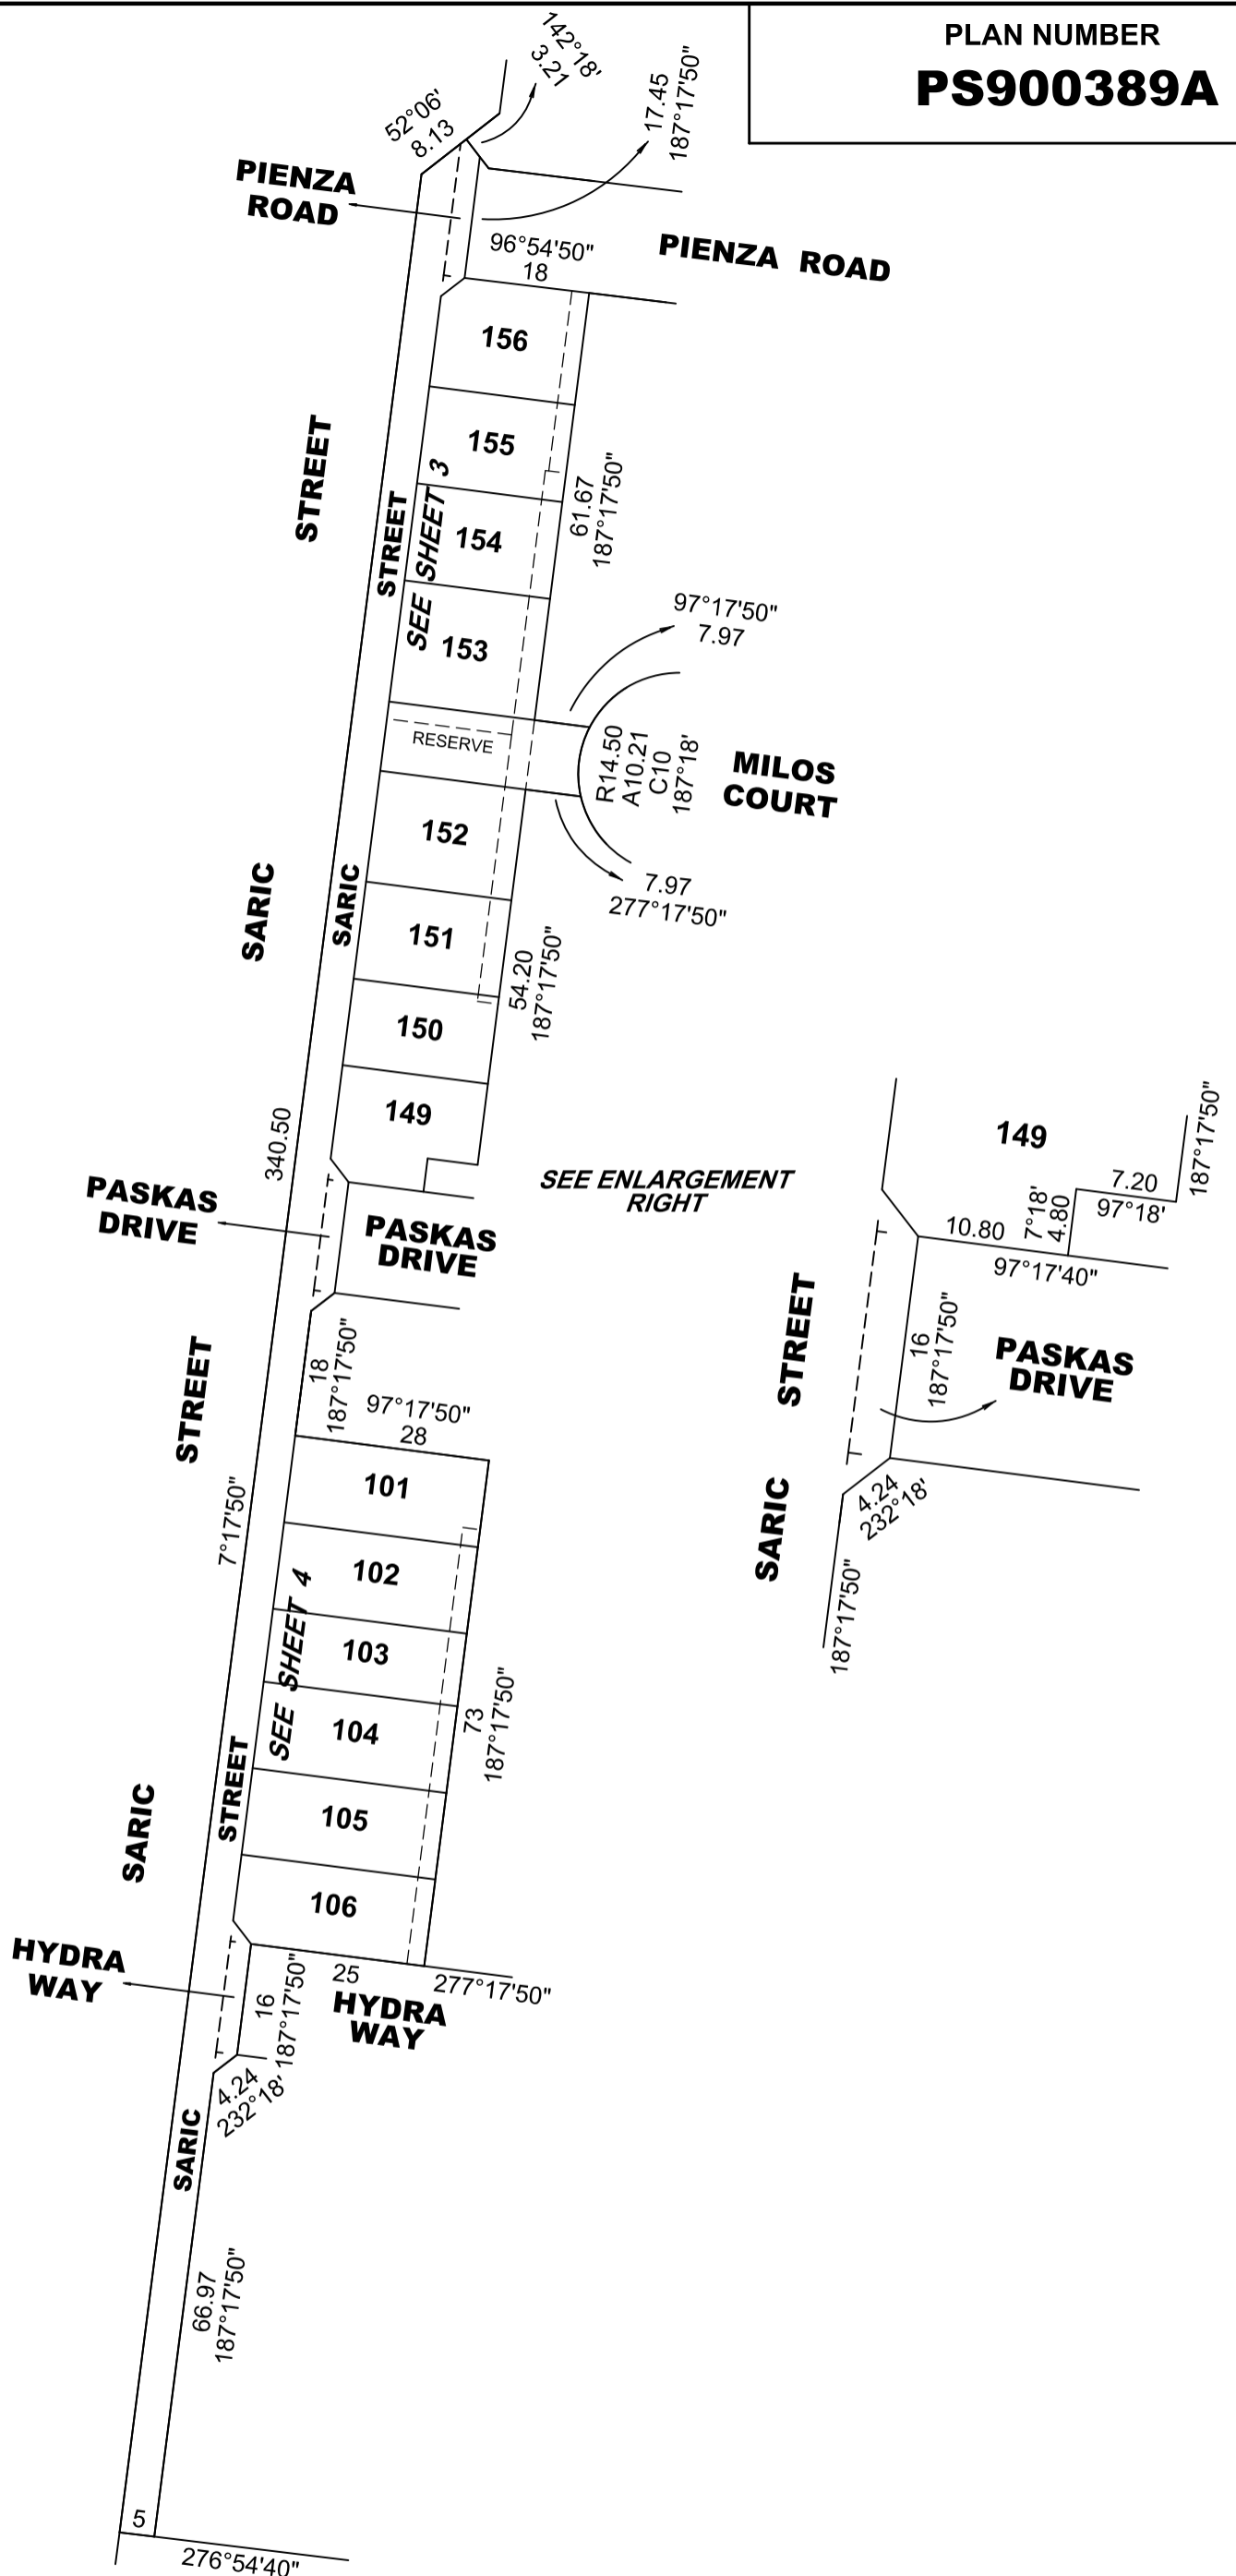 PLAN NUMBER
PS900389A
142°18'
3.21
52°06'
8.13
17.45
187°17'50"
PIENZA
ROAD
96°54'50"
18
PIENZA ROAD
156
155
154
153
SEE SHEET 3
STREET
STREET
61.67
187°17'50"
97°17'50"
7.97
RESERVE
R14.50
A10.21
C10
187°18'
MILOS
COURT
7.97
277°17'50"
152
151
150
149
SARIC
SARIC
54.20
187°17'50"
340.50
PASKAS
DRIVE
PASKAS
DRIVE
SEE ENLARGEMENT
RIGHT
149
7.20
97°18'
187°17'50"
7°18'
4.80
10.80
97°17'40"
16
187°17'50"
PASKAS
DRIVE
STREET
SARIC
4.24
232°18'
187°17'50"
STREET
18
187°17'50"
97°17'50"
28
101
102
103
104
105
106
SEE SHEET 4
7°17'50"
73
187°17'50"
STREET
SARIC
HYDRA
WAY
25
277°17'50"
HYDRA
WAY
16
187°17'50"
4.24
232°18'
SARIC
66.97
187°17'50"
5
276°54'40"